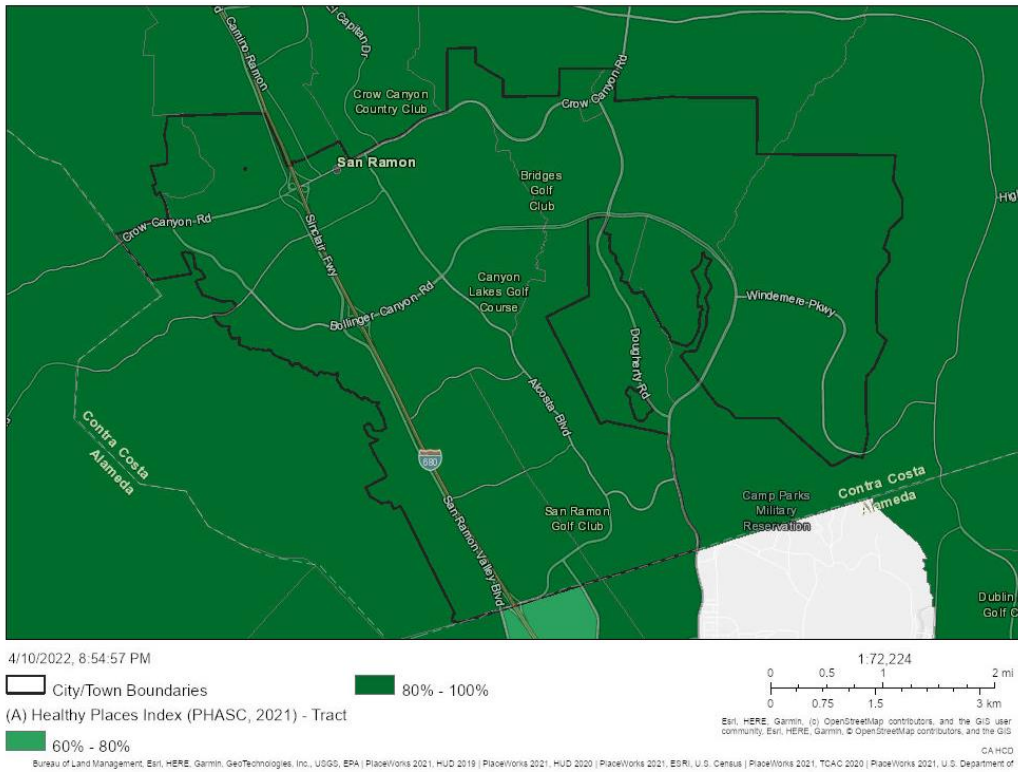 Camino-Ramon
El Capitan Dr
Crow Canyon
Country Club
Crow Canyon Rd
San Ramon
Bridges
Golf
Club
Crow-Canyon-Rd
Sinclair-Fwy
Canyon
Lakes Golf
Course
Bollinger-Canyon-Rd
Windemere-Pkwy
Dougherty Rd
Alcosta-Blvd
Contra Costa
Alameda
680
San-Ramon-Valley-Blvd
San Ramon
Golf Club
Camp Parks
Military
Reservation
Contra Costa
Alameda
Dublin
Golf C
4/10/2022, 8:54:57 PM
City/Town Boundaries
80% - 100%
(A) Healthy Places Index (PHASC, 2021) - Tract
60% - 80%
1:72,224
0 0.5 1 2 mi
0 0.75 1.5 3 km
Esri, HERE, Garmin, (c) OpenStreetMap contributors, and the GIS user
community, Esri, HERE, Garmin, © OpenStreetMap contributors, and the GIS
CA HCD
Bureau of Land Management, Esri, HERE, Garmin, GeoTechnologies, Inc., USGS, EPA | PlaceWorks 2021, HUD 2019 | PlaceWorks 2021, HUD 2020 | PlaceWorks 2021, ESRI, U.S. Census | PlaceWorks 2021, TCAC 2020 | PlaceWorks 2021, U.S. Department of